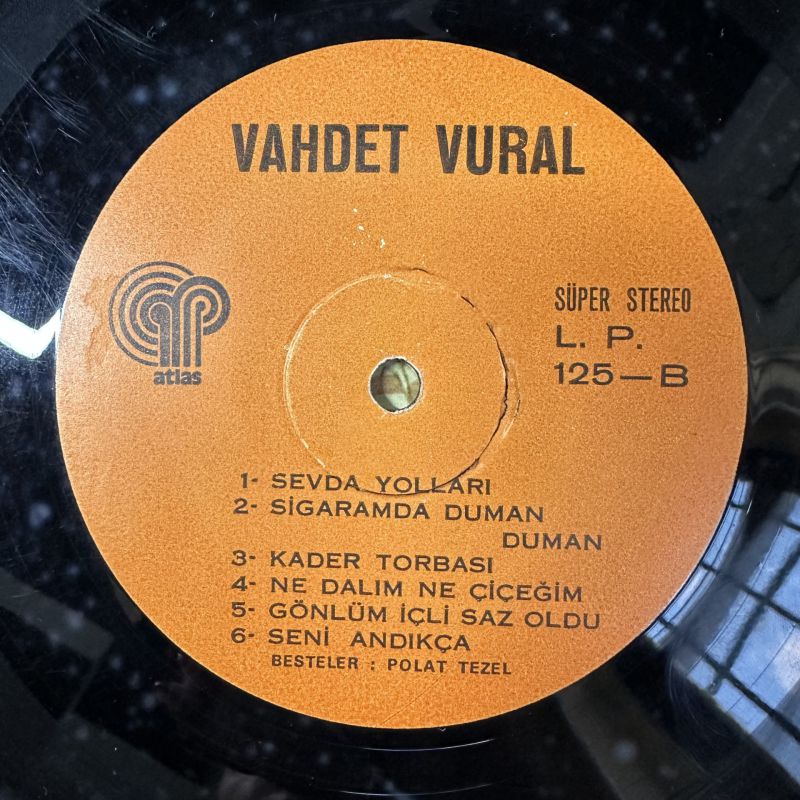 VAHDET VURAL
atlas
SÜPER STEREO
L. P.
125—B
1- SEVDA YOLLARI
2- SİGARAMDA DUMAN
DUMAN
3- KADER TORBASI
4- NE DALIM NE ÇİÇEĞİM
5- GÖNLÜM İÇLİ SAZ OLDU
6- SENİ ANDIKÇA
BESTELER : POLAT TEZEL